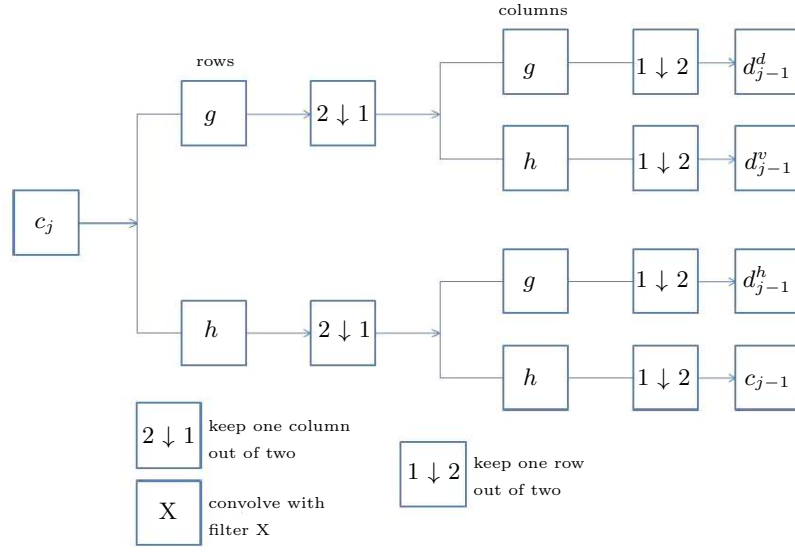 columns
rows
g 1 ↓ 2 d^d_{j−1}
g 2 ↓ 1
h 1 ↓ 2 d^v_{j−1}
c_j
g 1 ↓ 2 d^h_{j−1}
h 2 ↓ 1
h 1 ↓ 2 c_{j−1}
2 ↓ 1 keep one column
out of two
1 ↓ 2 keep one row
out of two
X convolve with
filter X